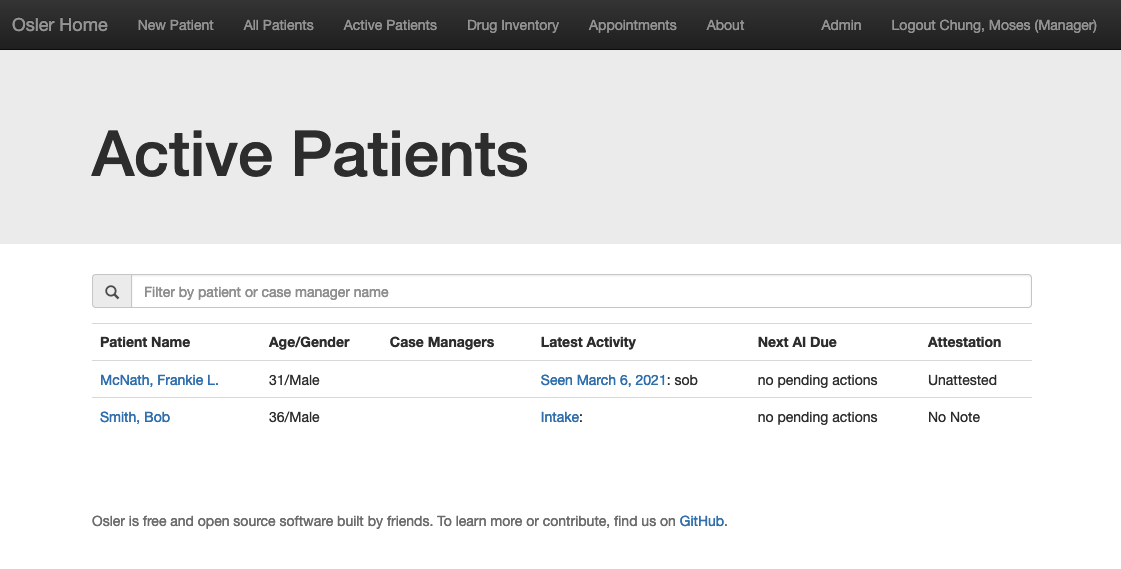 Osler Home New Patient All Patients Active Patients Drug Inventory Appointments About Admin Logout Chung, Moses (Manager)
Active Patients
Filter by patient or case manager name
Patient Name Age/Gender Case Managers Latest Activity Next AI Due Attestation
McNath, Frankie L. 31/Male Seen March 6, 2021: sob no pending actions Unattested
Smith, Bob 36/Male Intake: no pending actions No Note
Osler is free and open source software built by friends. To learn more or contribute, find us on GitHub.